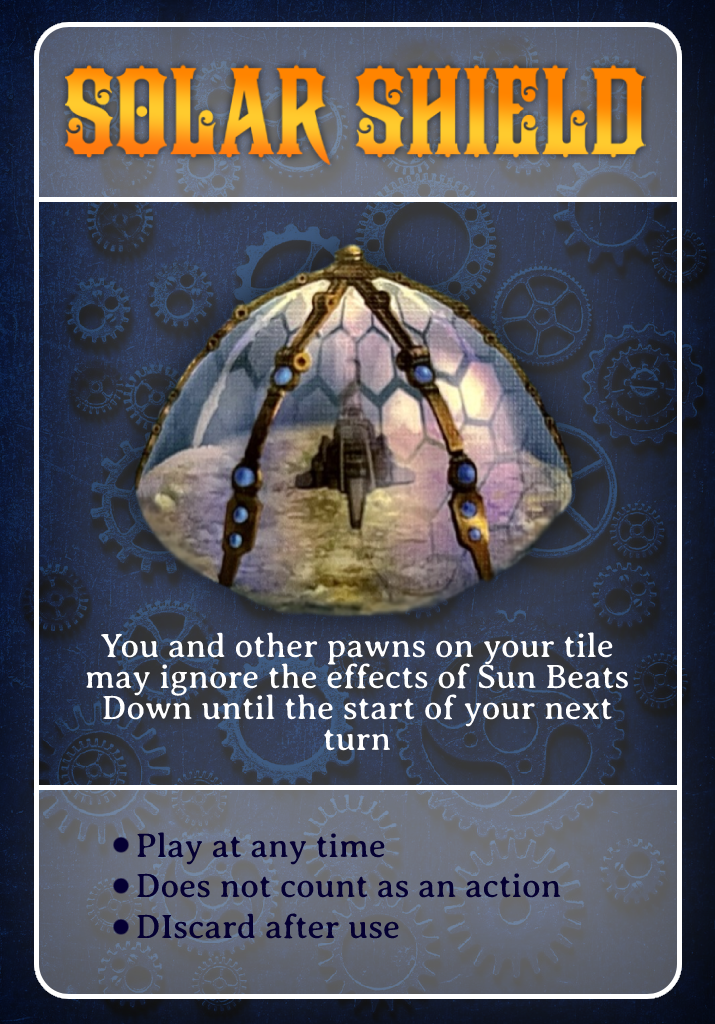 SOLAR SHIELD
You and other pawns on your tile
may ignore the effects of Sun Beats
Down until the start of your next
turn
• Play at any time
• Does not count as an action
• DIscard after use